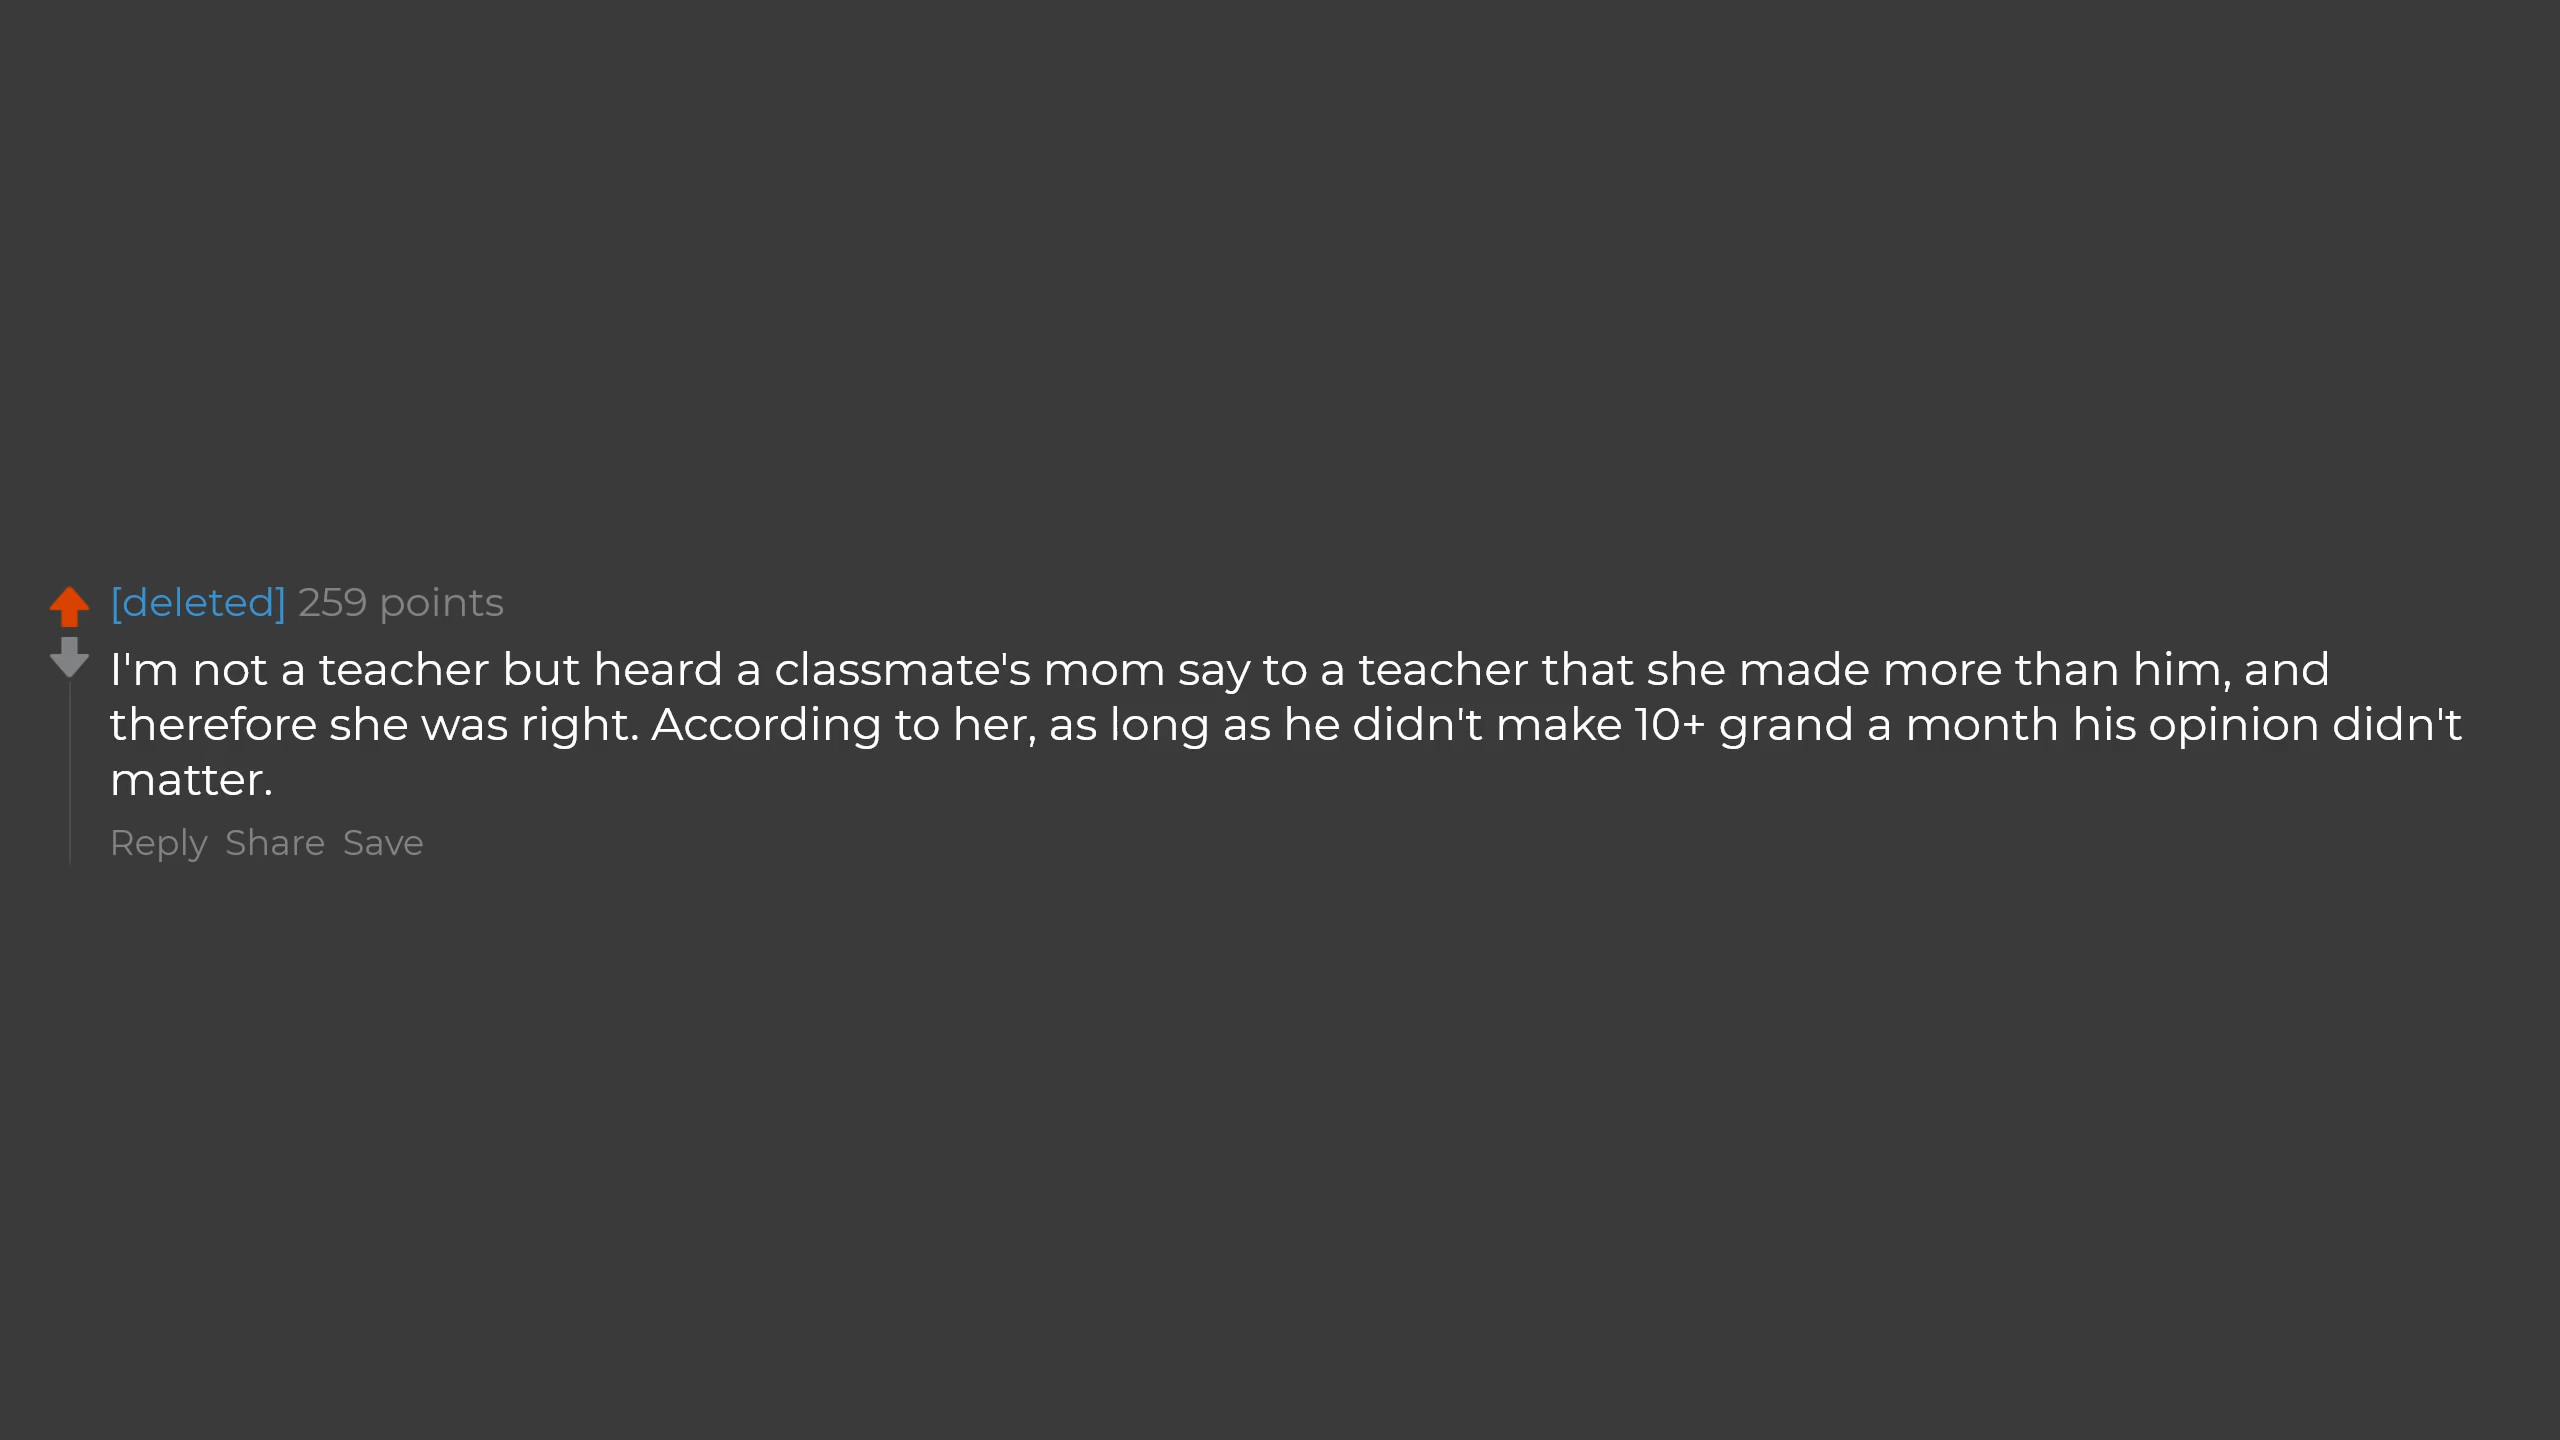 [deleted] 259 points
I'm not a teacher but heard a classmate's mom say to a teacher that she made more than him, and
therefore she was right. According to her, as long as he didn't make 10+ grand a month his opinion didn't
matter.
Reply Share Save